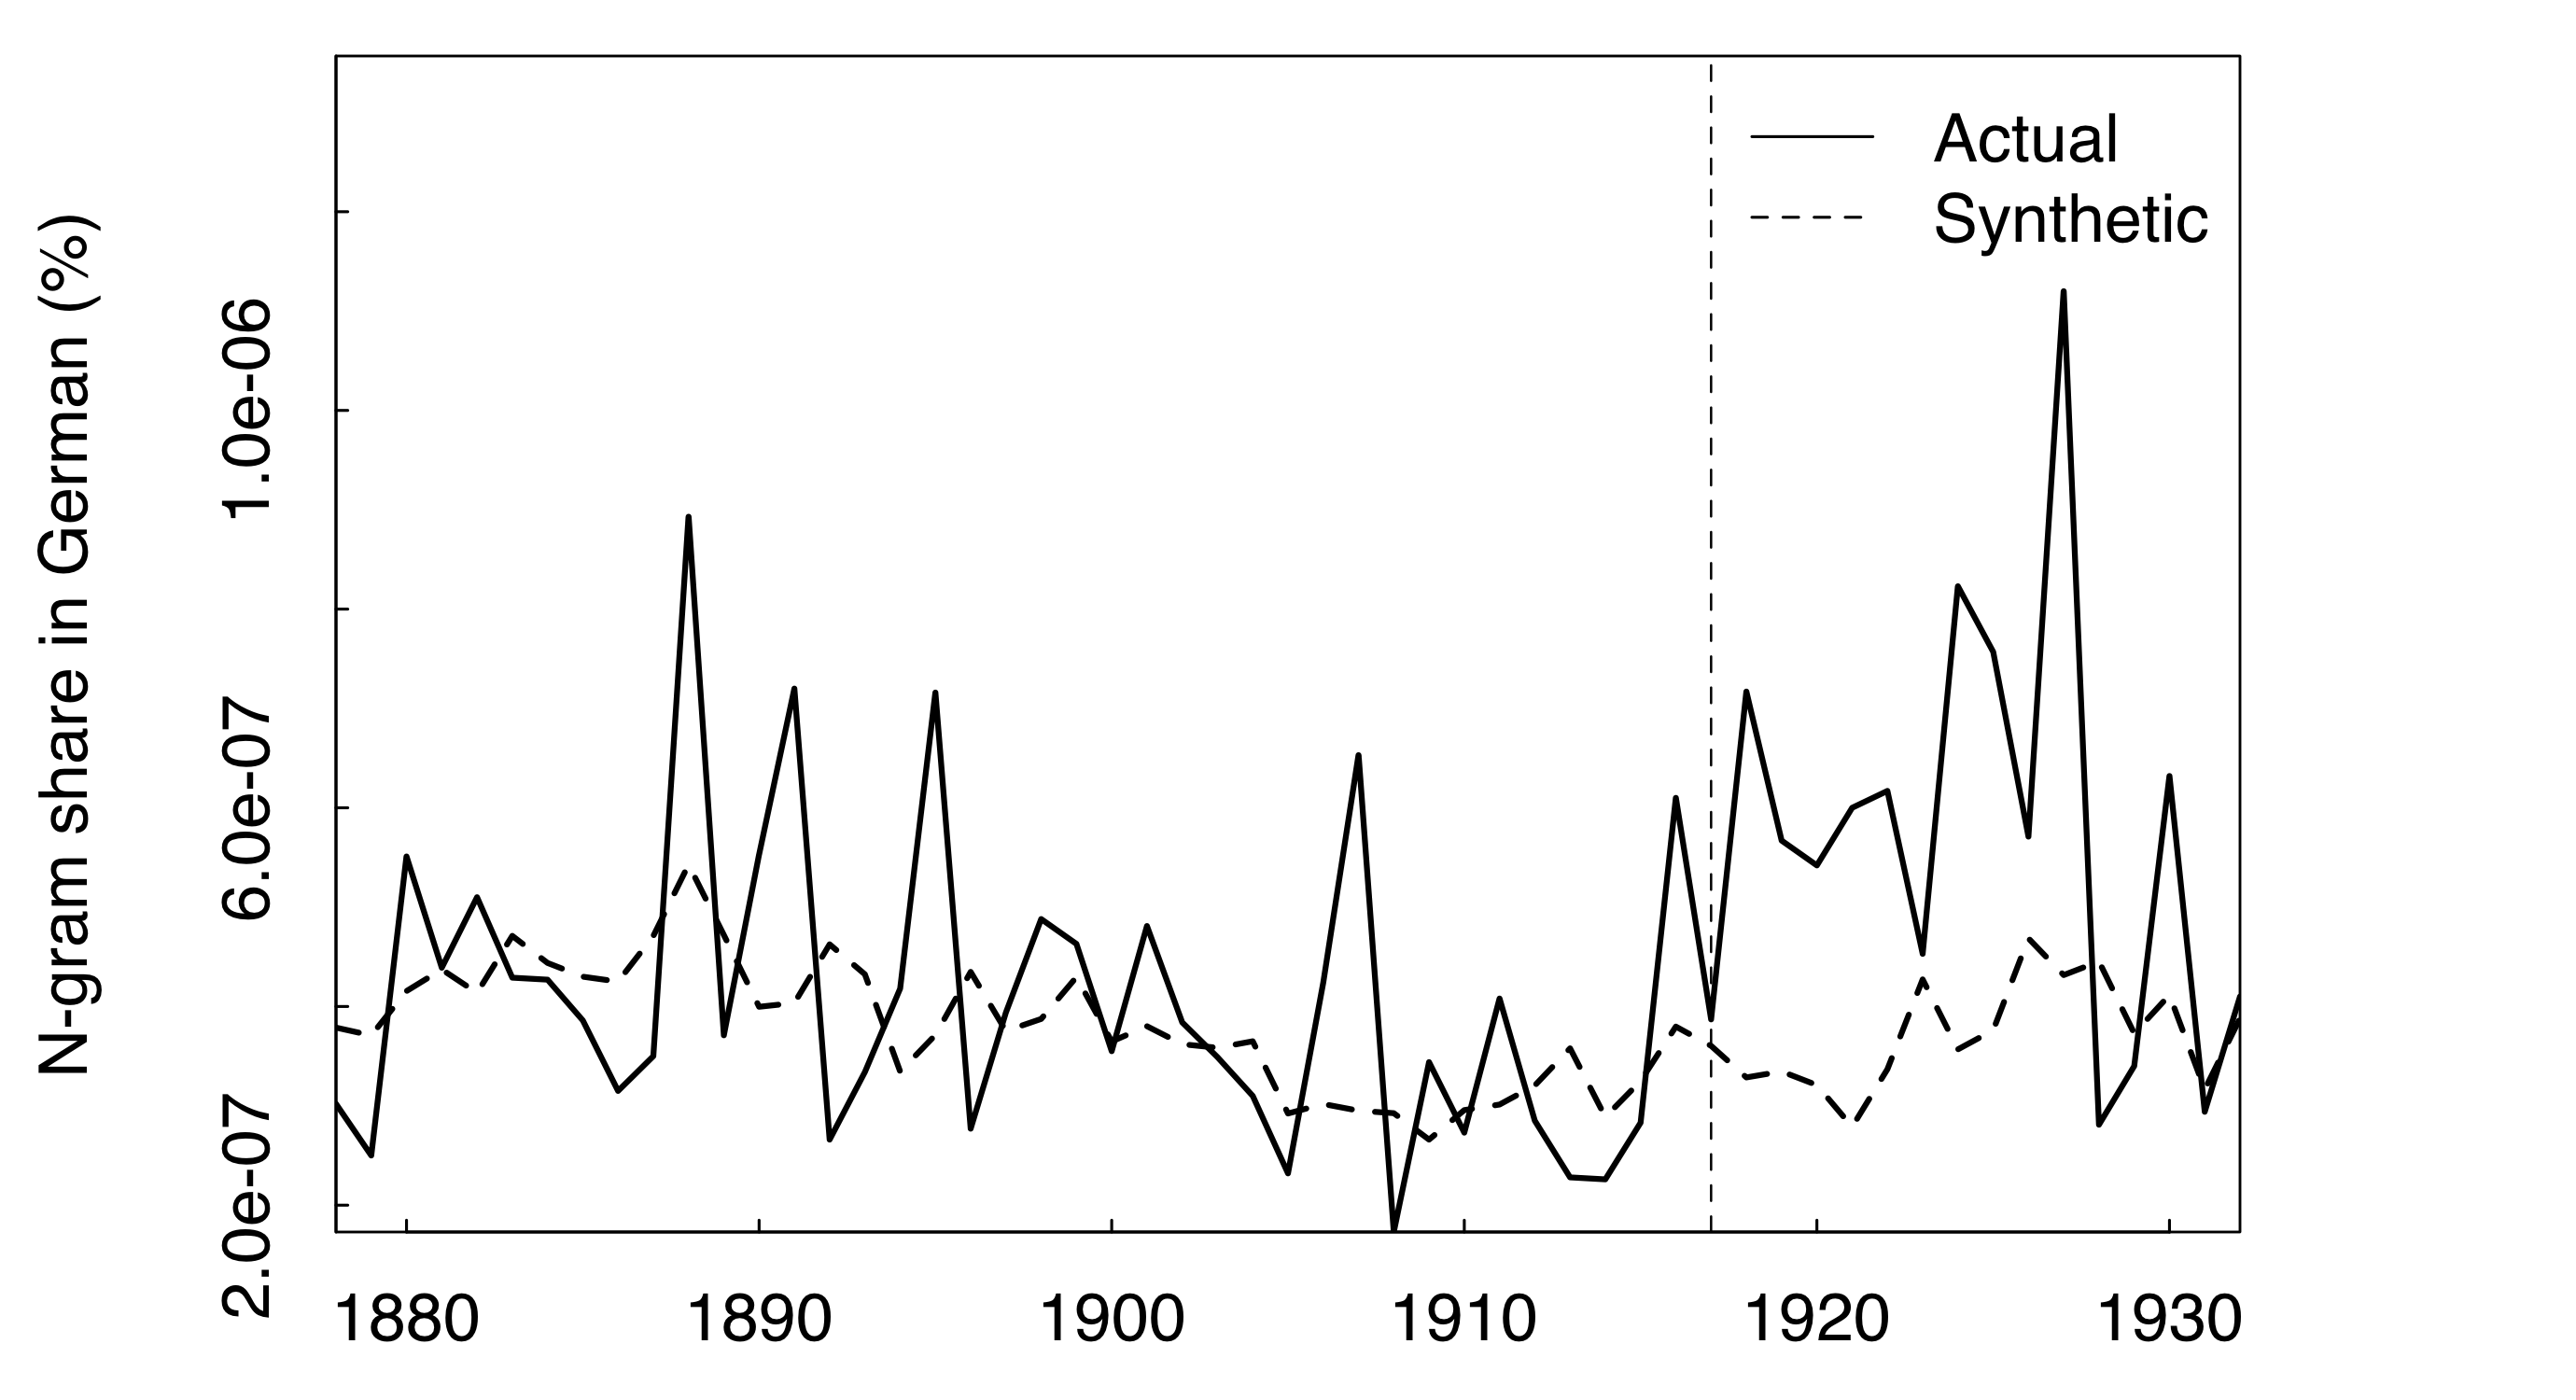 N-gram share in German (%)
1.0e-06
6.0e-07
2.0e-07
Actual
Synthetic
1880 1890 1900 1910 1920 1930